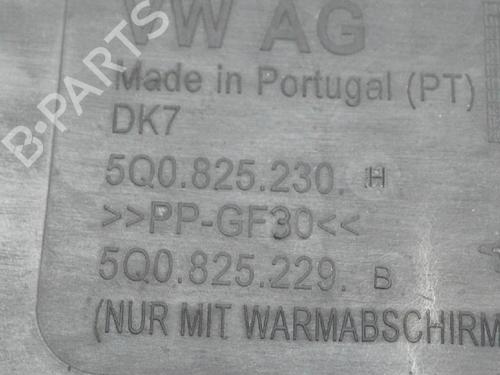 B-PARTS
VW AG
Made in Portugal (PT)
DK7
5Q0.825.230. H
>>PP-GF30<<
5Q0.825.229. B
(NUR MIT WARMABSCHIRM